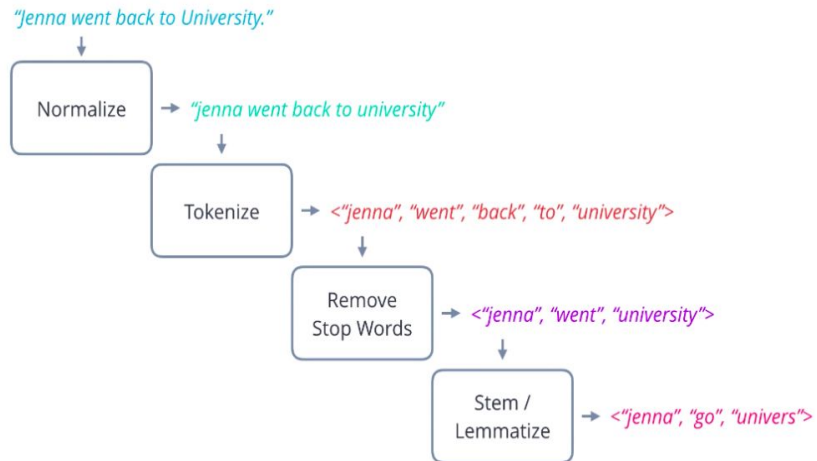 “Jenna went back to University.”
Normalize
“jenna went back to university”
Tokenize
<“jenna”, “went”, “back”, “to”, “university”>
Remove
Stop Words
<“jenna”, “went”, “university”>
Stem /
Lemmatize
<“jenna”, “go”, “univers”>